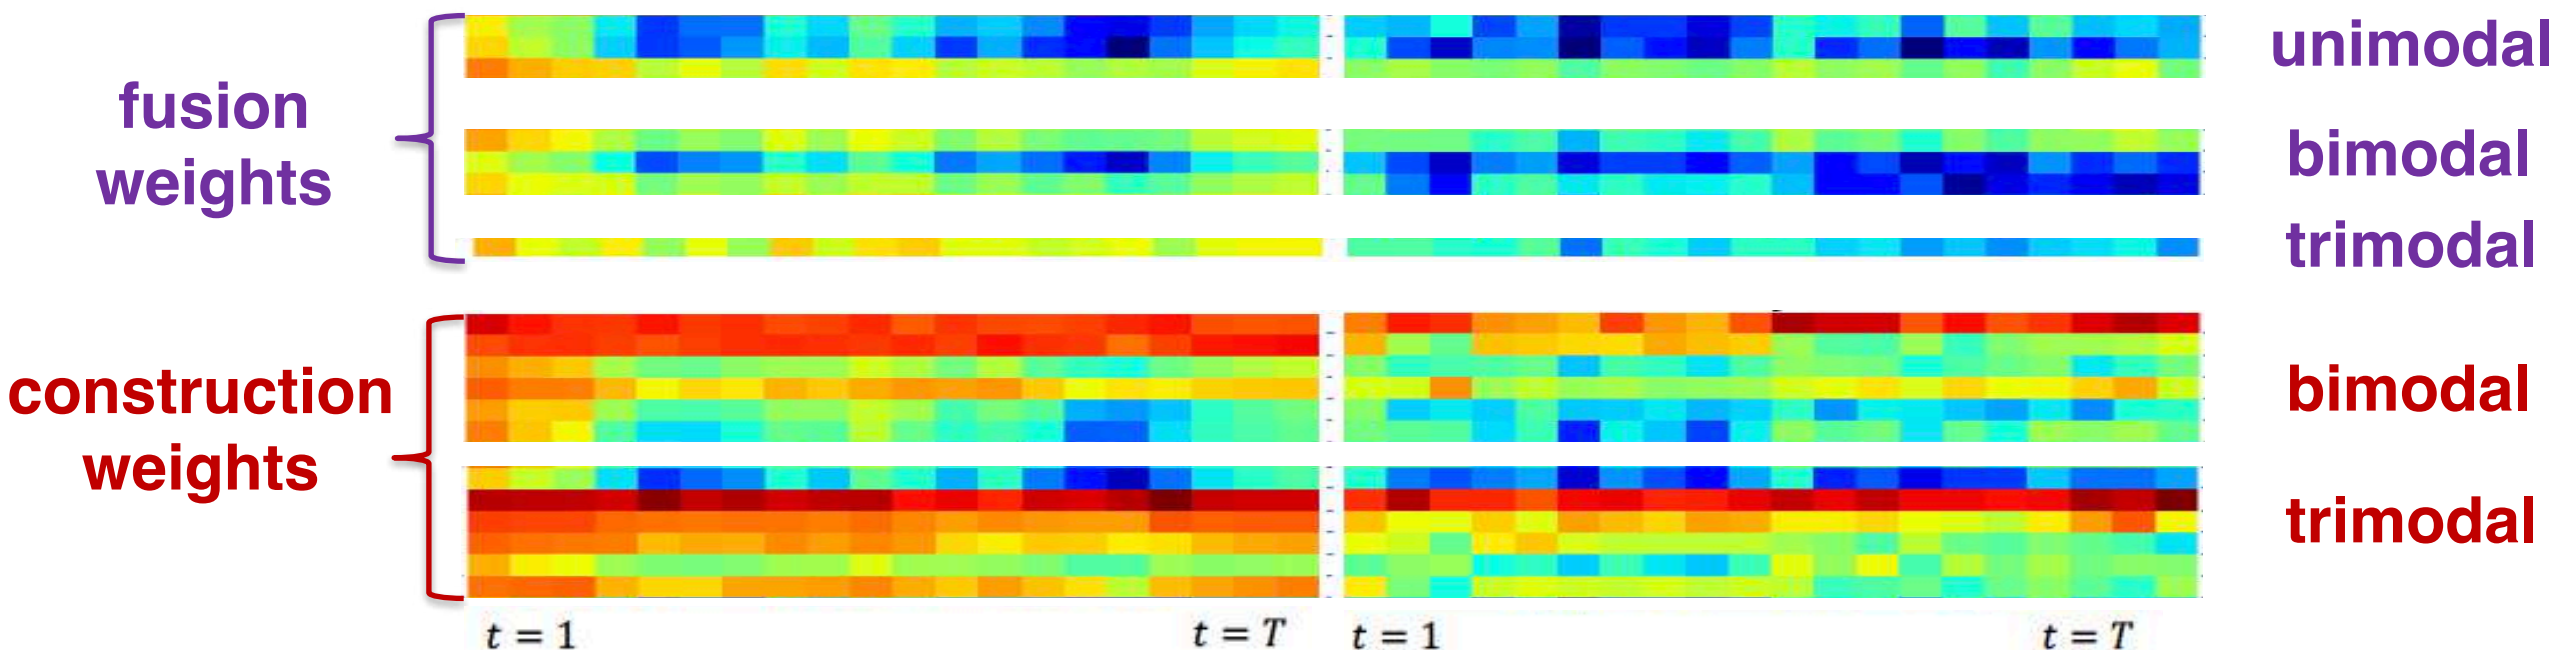 fusion
weights
unimodal
bimodal
trimodal
construction
weights
bimodal
trimodal
t = 1
t = T
t = 1
t = T